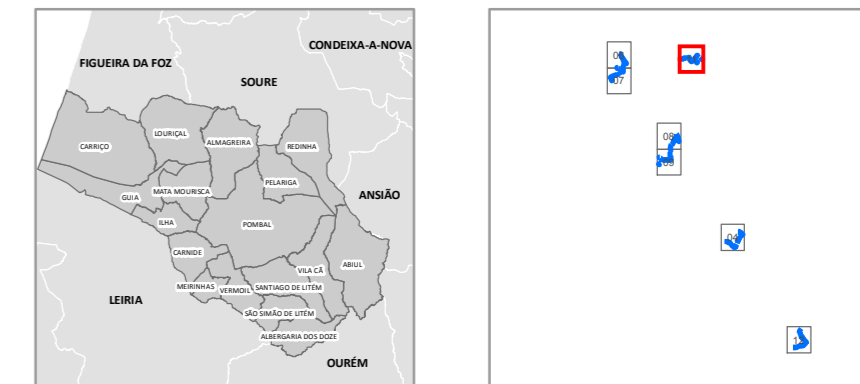 CONDEIXA-A-NOVA
FIGUEIRA DA FOZ
SOURE
LOURIÇAL
ALMAGREIRA
CARRIÇO
REDINHA
PELARIGA
MATA MOURISCA
GUIA
ANSIÃO
ILHA
POMBAL
CARNIDE
VILA CÃ
ABIUL
MEIRINHAS
VERMOIL
SANTIAGO DE LITÉM
LEIRIA
SÃO SIMÃO DE LITÉM
ALBERGARIA DOS DOZE
OURÉM
07
08
04